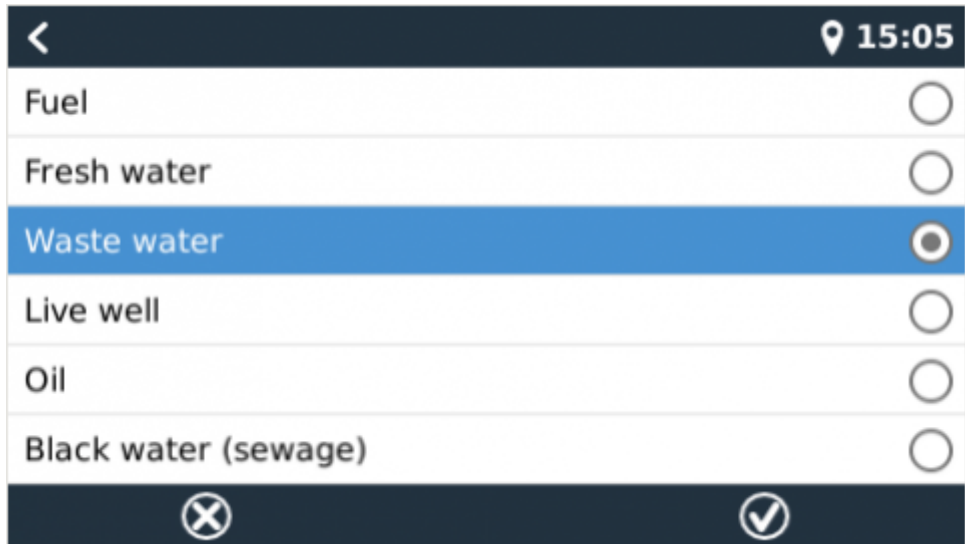 15:05
Fuel
Fresh water
Waste water
Live well
Oil
Black water (sewage)